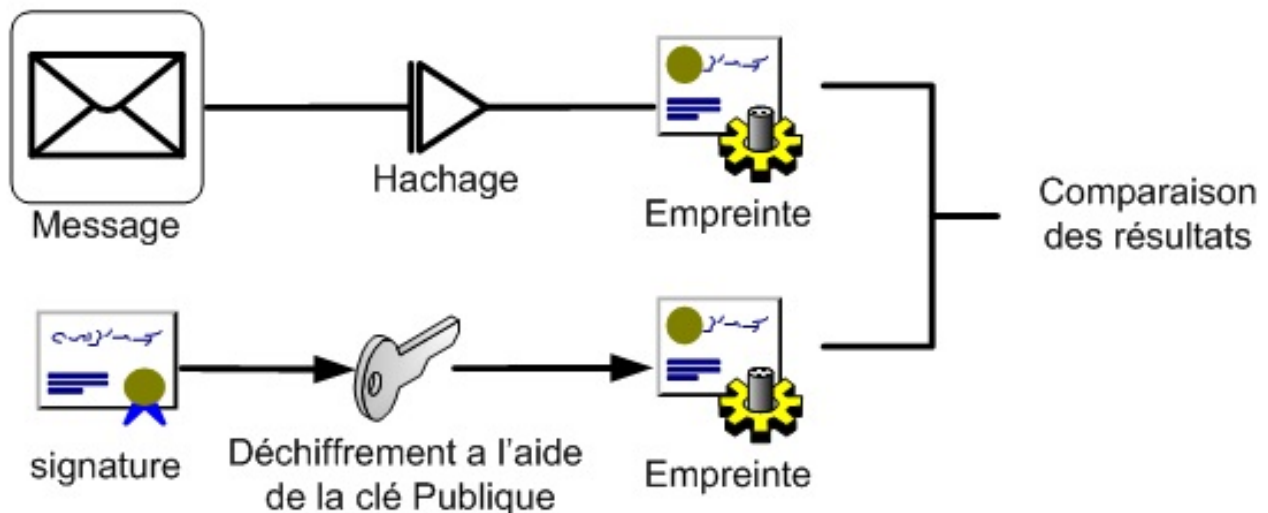 Hachage
Message
Empreinte
Comparaison
des résultats
signature
Déchiffrement a l'aide
de la clé Publique
Empreinte